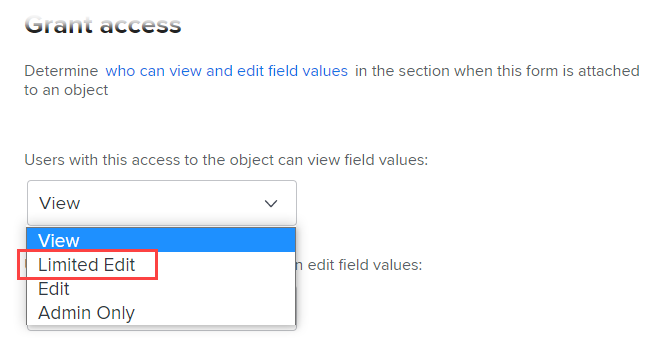 Grant access
Determine who can view and edit field values in the section when this form is attached
to an object
Users with this access to the object can view field values:
View
View
Limited Edit
n edit field values:
Edit
Admin Only